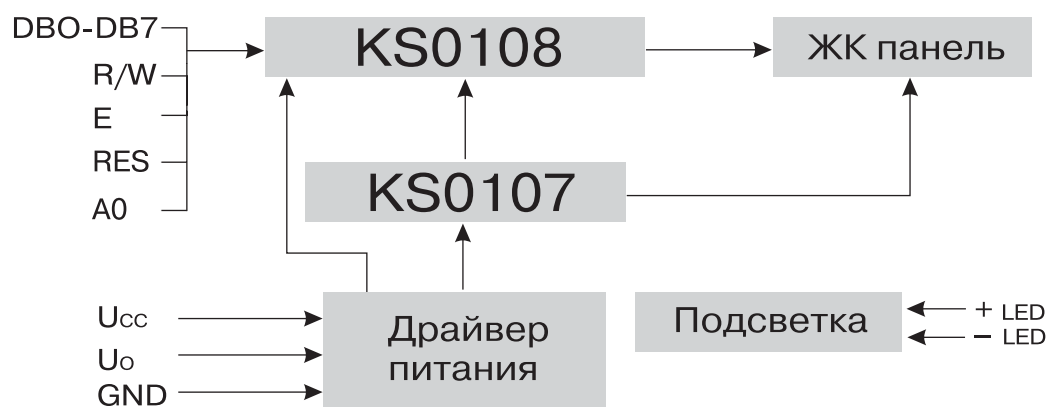 DBO-DB7
R/W
E
RES
A0
KS0108
ЖК панель
KS0107
Ucc
Uo
GND
Драйвер
питания
Подсветка
+ LED
– LED